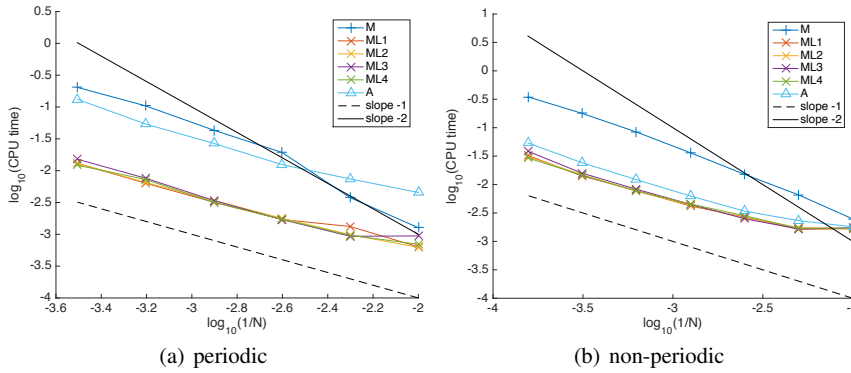 0.5
0
-0.5
-1
-1.5
-2
-2.5
-3
-3.5
-4
log10(CPU time)
-3.6 -3.4 -3.2 -3 -2.8 -2.6 -2.4 -2.2 -2
log10(1/N)
M
ML1
ML2
ML3
ML4
A
slope -1
slope -2
(a) periodic
1
0.5
0
-0.5
-1
-1.5
-2
-2.5
-3
-3.5
-4
log10(CPU time)
-4 -3.5 -3 -2.5
log10(1/N)
M
ML1
ML2
ML3
ML4
A
slope -1
slope -2
(b) non-periodic